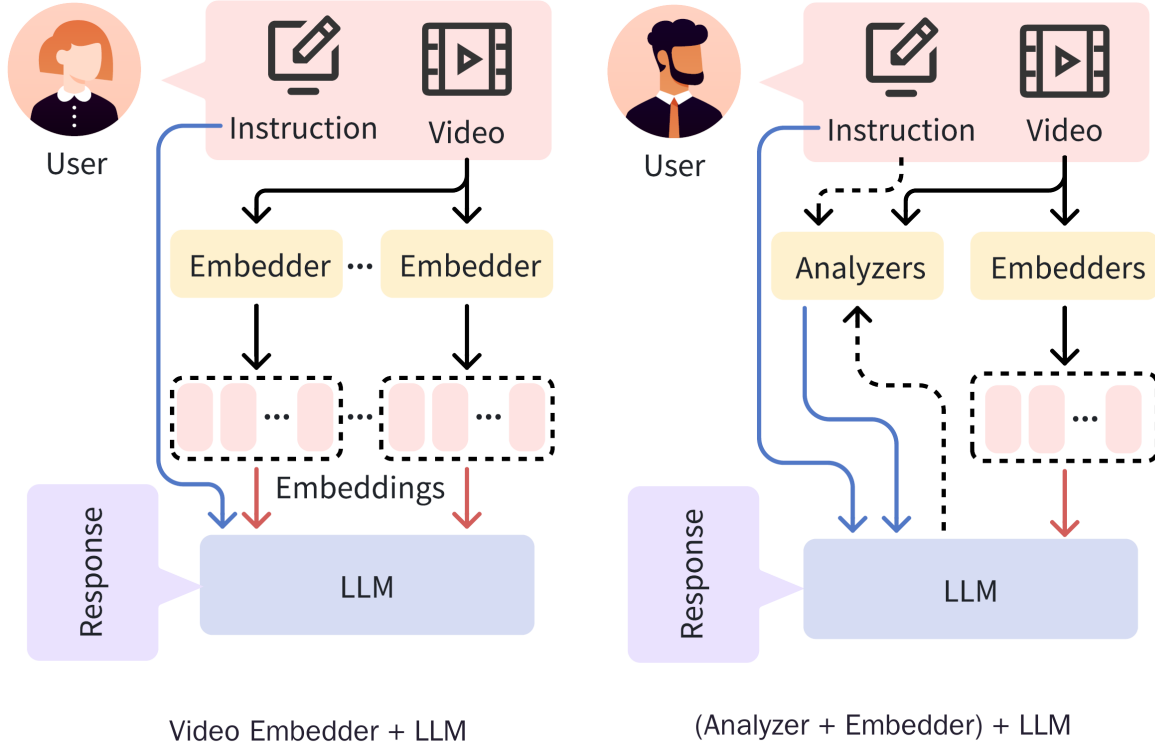 User
Instruction
Video
Embedder ... Embedder
...
... ...
Embeddings
Response
LLM
Video Embedder + LLM
User
Instruction
Video
Analyzers
Embedders
...
Response
LLM
(Analyzer + Embedder) + LLM